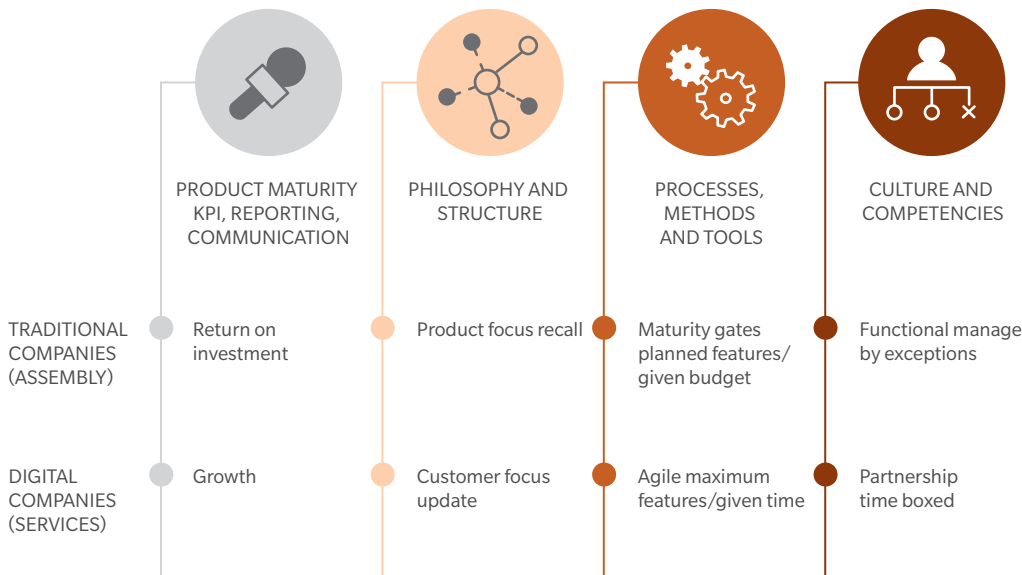 PRODUCT MATURITY
KPI, REPORTING,
COMMUNICATION
PHILOSOPHY AND
STRUCTURE
PROCESSES,
METHODS
AND TOOLS
CULTURE AND
COMPETENCIES
TRADITIONAL
COMPANIES
(ASSEMBLY)
Return on
investment
Product focus recall
Maturity gates
planned features/
given budget
Functional manage
by exceptions
DIGITAL
COMPANIES
(SERVICES)
Growth
Customer focus
update
Agile maximum
features/given time
Partnership
time boxed